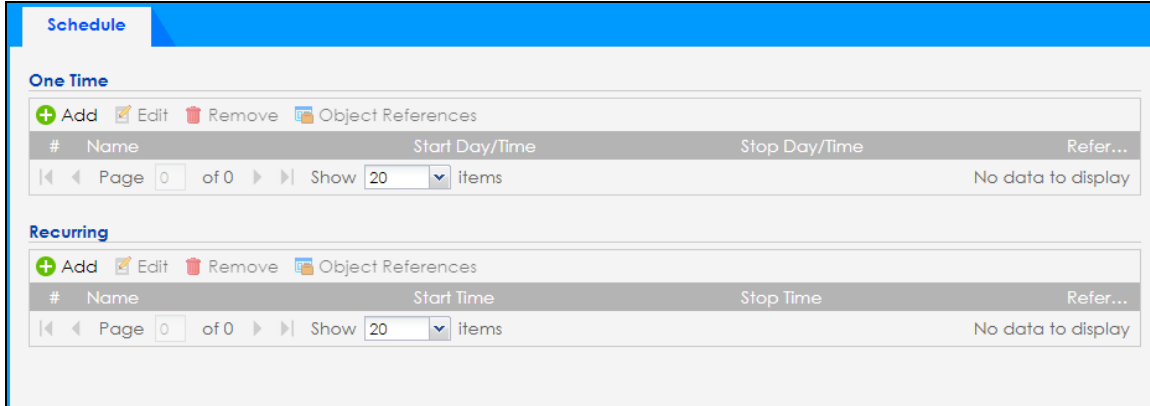 Schedule
One Time
Add Edit Remove Object References
# Name Start Day/Time Stop Day/Time Refer...
Page 0 of 0 Show 20 items No data to display
Recurring
Add Edit Remove Object References
# Name Start Time Stop Time Refer...
Page 0 of 0 Show 20 items No data to display